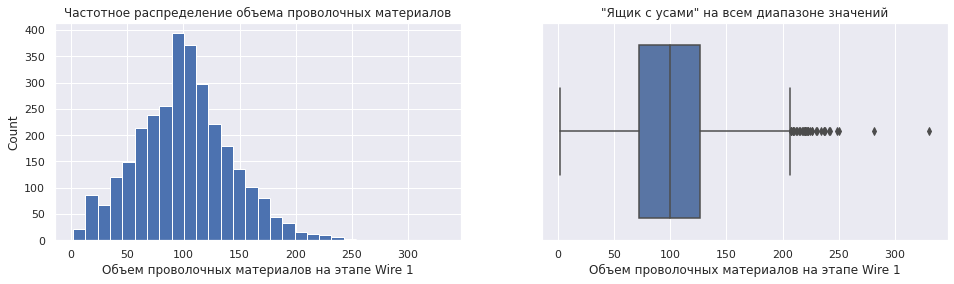 Частотное распределение объема проволочных материалов
400
350
300
250
200
150
100
50
0
Count
0 50 100 150 200 250 300
Объем проволочных материалов на этапе Wire 1
"Ящик с усами" на всем диапазоне значений
0 50 100 150 200 250 300
Объем проволочных материалов на этапе Wire 1